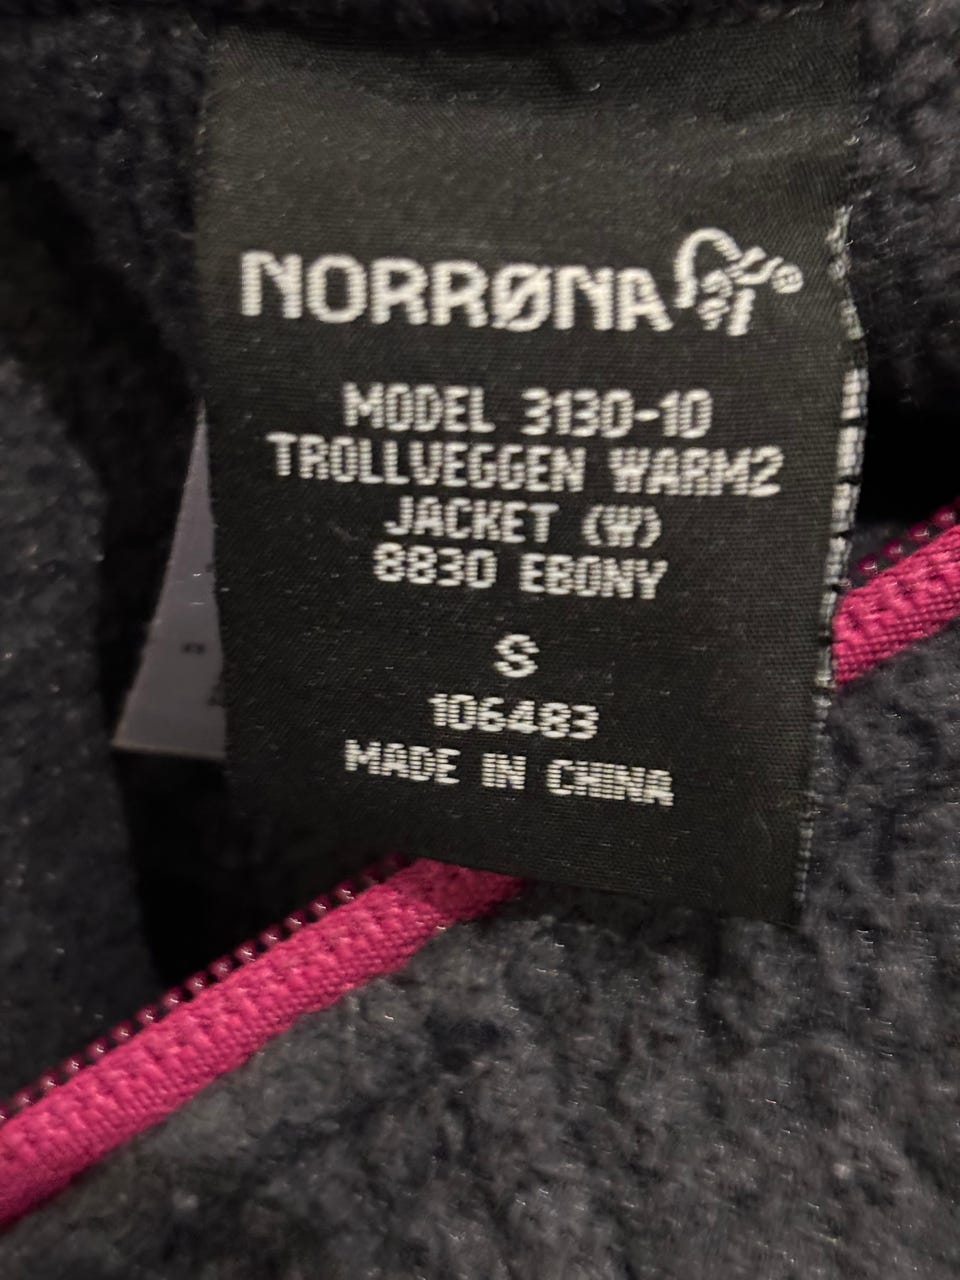 NORRØNA
MODEL 3130-10
TROLLVEGGEN WARM2
JACKET (W)
8830 EBONY
S
106483
MADE IN CHINA